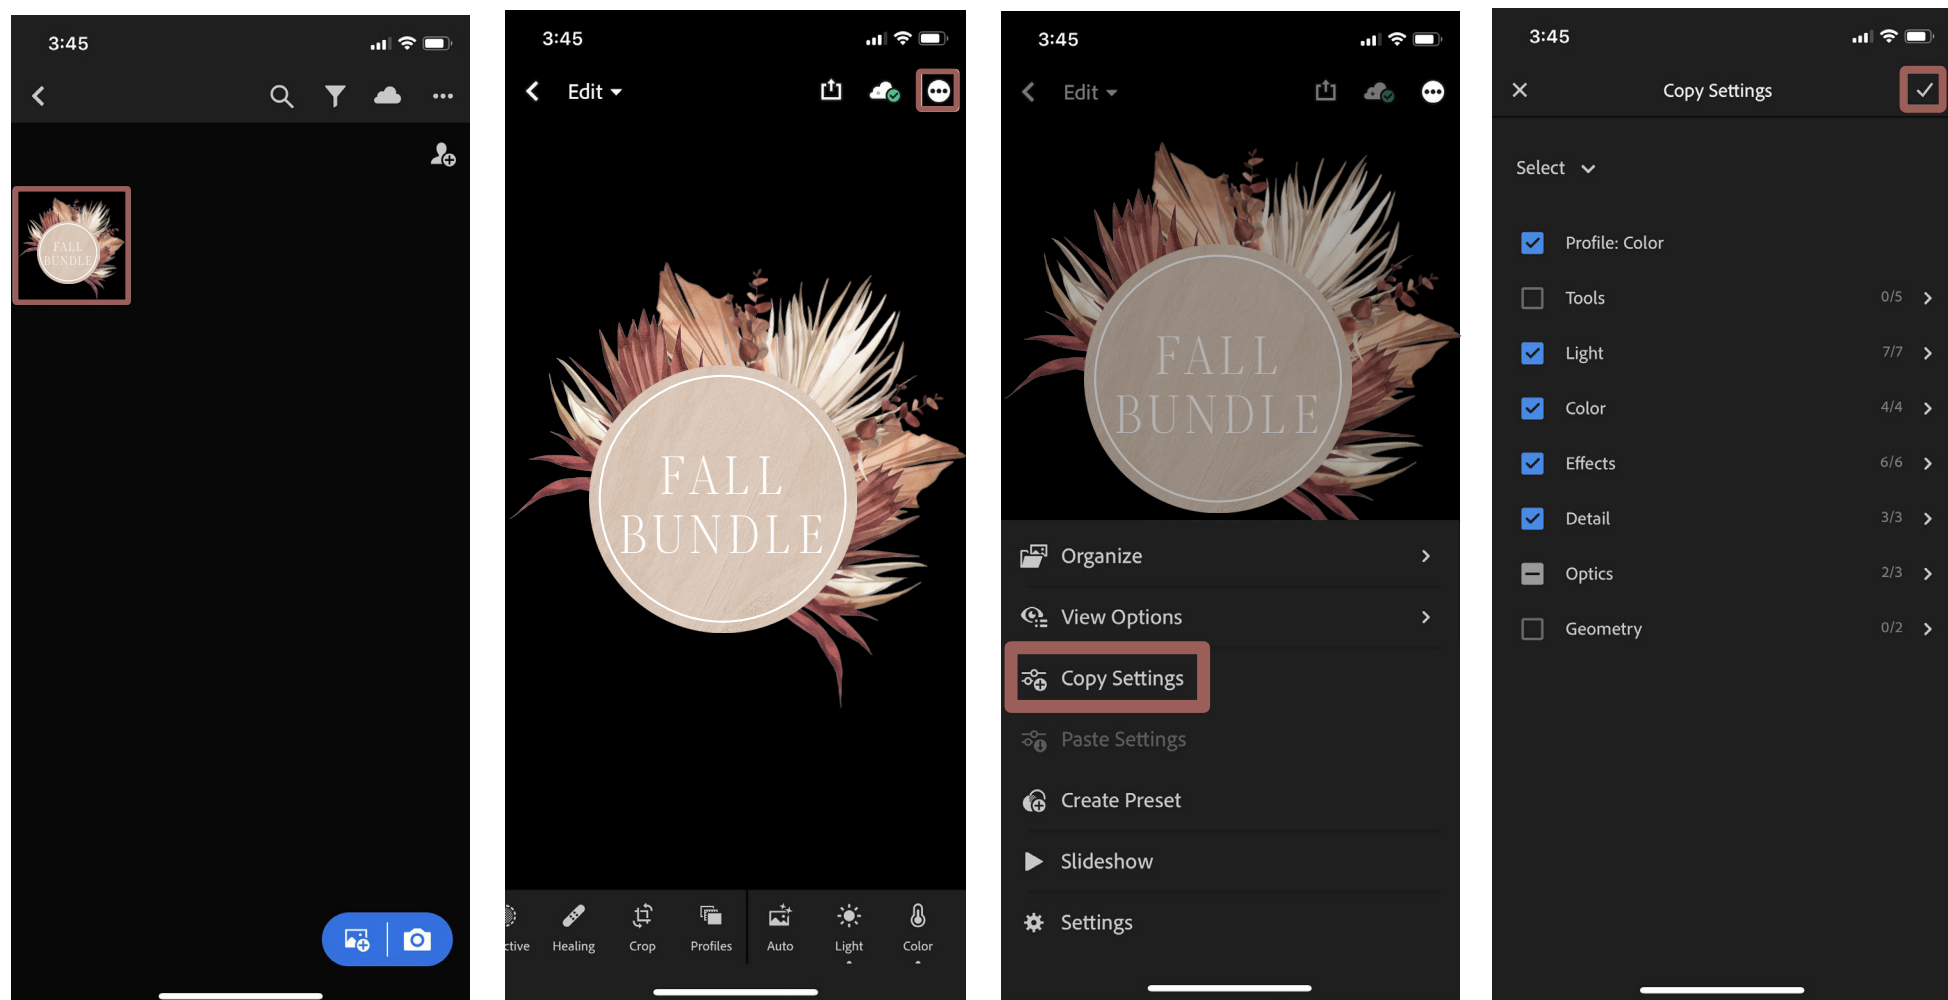 3:45
FALL
BUNDLE
3:45
Edit
FALL
BUNDLE
ctive
Healing
Crop
Profiles
Auto
Light
Color
3:45
Edit
FALL
BUNDLE
Organize
View Options
Copy Settings
Paste Settings
Create Preset
Slideshow
Settings
3:45
Copy Settings
Select
Profile: Color
Tools 0/5
Light 7/7
Color 4/4
Effects 6/6
Detail 3/3
Optics 2/3
Geometry 0/2